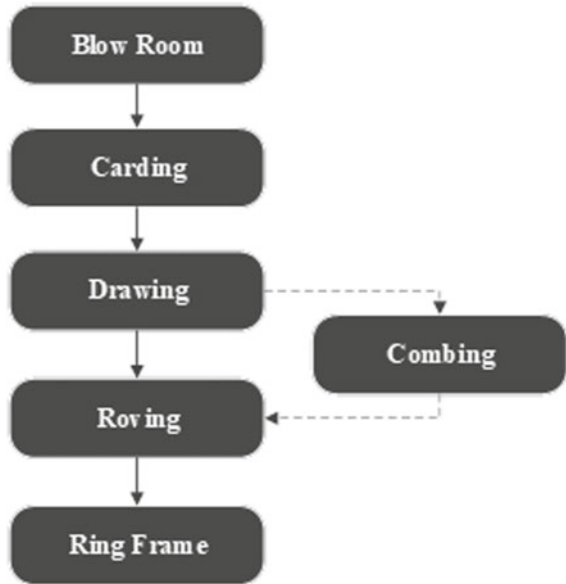 Blow Room
Carding
Drawing
Combing
Roving
Ring Frame